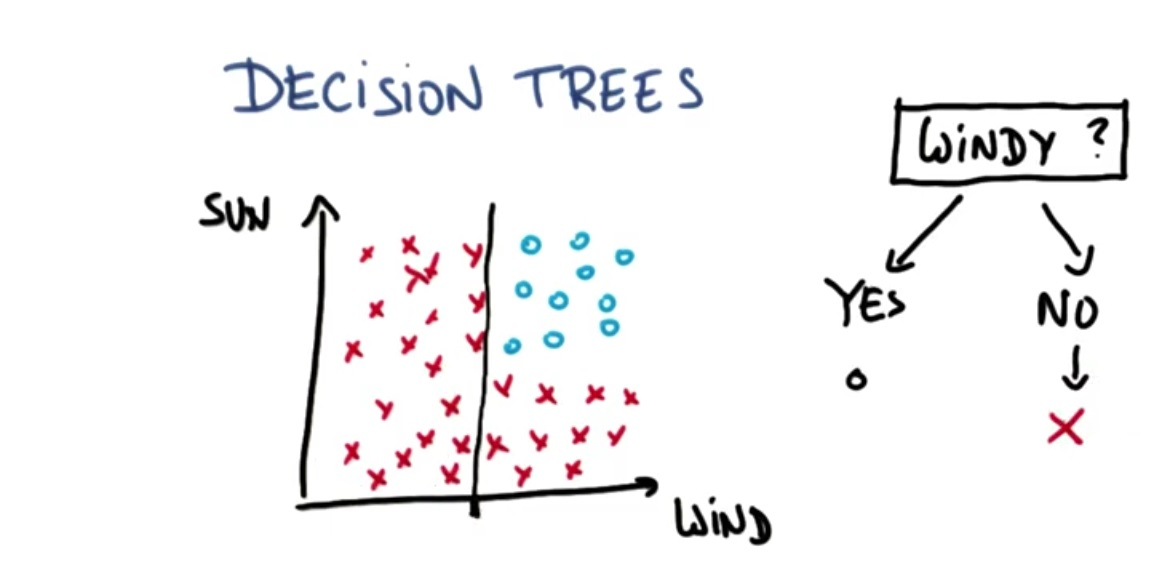 DECISION TREES
WINDY ?
SUN
YES
NO
WIND